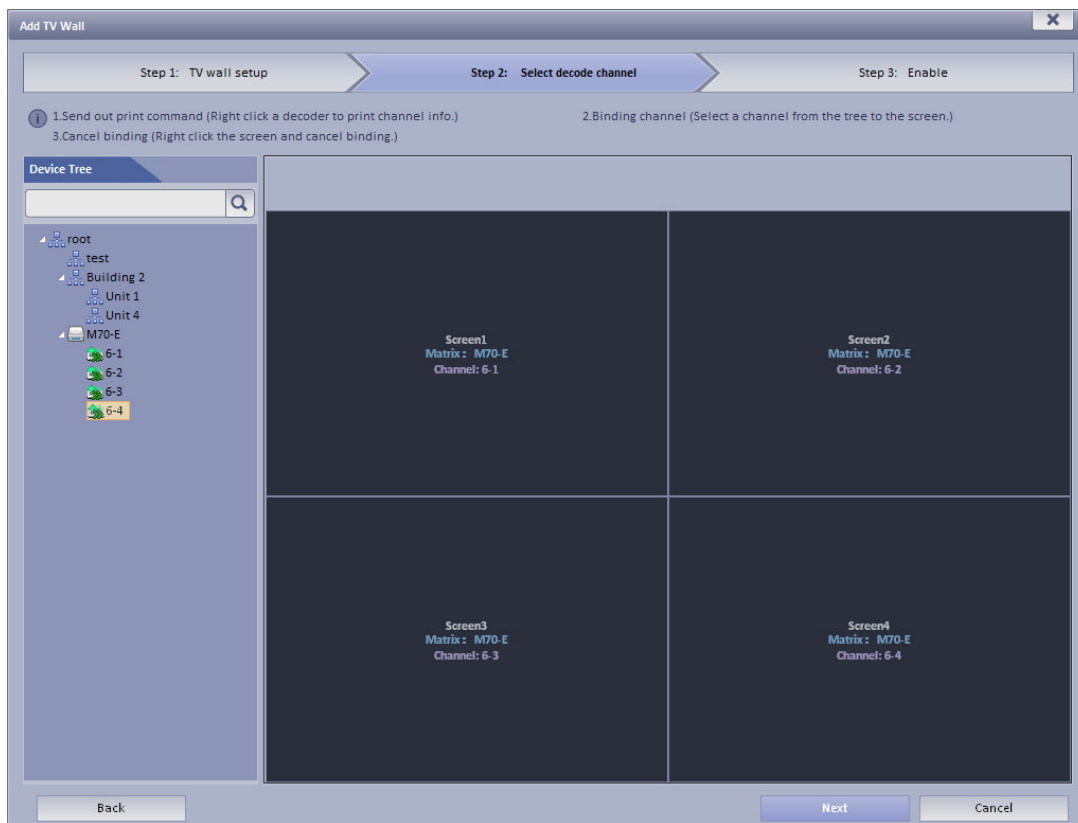 Add TV Wall
Step 1: TV wall setup
Step 2: Select decode channel
Step 3: Enable
1.Send out print command (Right click a decoder to print channel info.)
2.Binding channel (Select a channel from the tree to the screen.)
3.Cancel binding (Right click the screen and cancel binding.)
Device Tree
root
test
Building 2
Unit 1
Unit 4
M70-E
6-1
6-2
6-3
6-4
Screen1
Matrix: M70-E
Channel: 6-1
Screen2
Matrix: M70-E
Channel: 6-2
Screen3
Matrix: M70-E
Channel: 6-3
Screen4
Matrix: M70-E
Channel: 6-4
Back
Next
Cancel